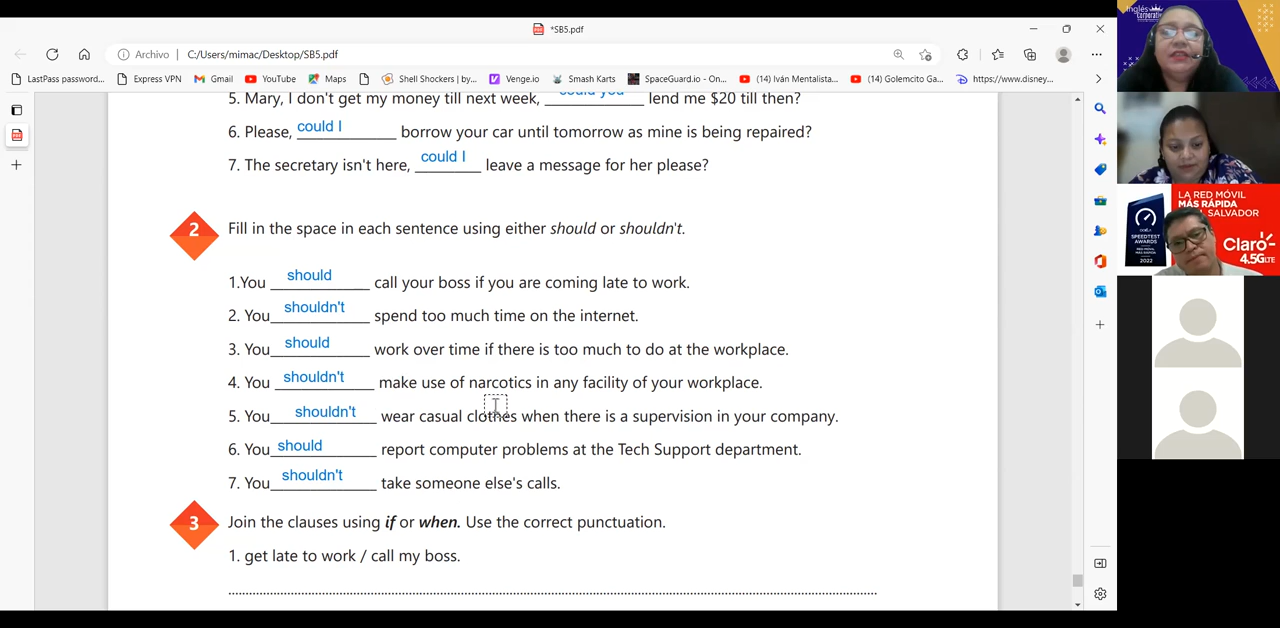 *SB5.pdf
Archivo | C:/Users/mimac/Desktop/SB5.pdf
LastPass password... Express VPN Gmail YouTube Maps Shell Shockers | by... Venge.io Smash Karts SpaceGuard.io - On... (14) Iván Mentalista... (14) Golemcito Ga... https://www.disney...
5. Mary, I don't get my money till next week, could you lend me $20 till then?
6. Please, could I borrow your car until tomorrow as mine is being repaired?
7. The secretary isn't here, could I leave a message for her please?
2 Fill in the space in each sentence using either should or shouldn't.
1.You should call your boss if you are coming late to work.
2. You shouldn't spend too much time on the internet.
3. You should work over time if there is too much to do at the workplace.
4. You shouldn't make use of narcotics in any facility of your workplace.
5. You shouldn't wear casual clothes when there is a supervision in your company.
6. You should report computer problems at the Tech Support department.
7. You shouldn't take someone else's calls.
3 Join the clauses using if or when. Use the correct punctuation.
1. get late to work / call my boss.
Inglés
Corporativo
LA RED MÓVIL
MÁS RÁPIDA
SALVADOR
SPEEDTEST
AWARDS
2022
Claro
4.5G LTE